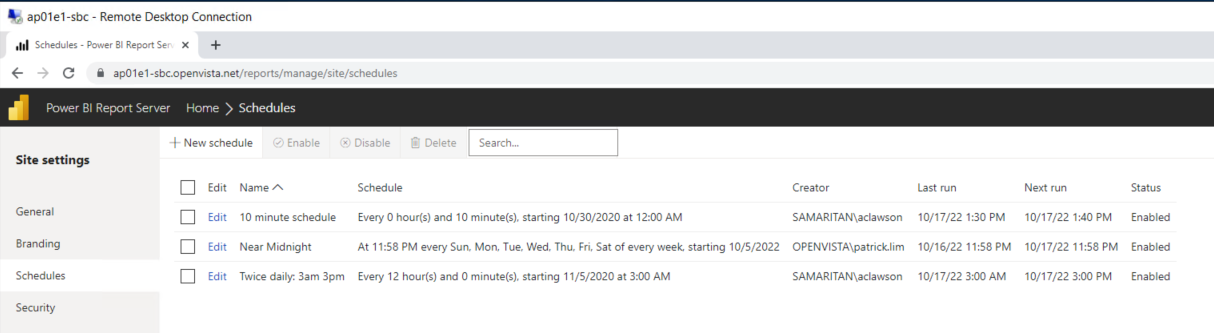 ap01e1-sbc - Remote Desktop Connection
Schedules - Power BI Report Ser
ap01e1-sbc.openvista.net/reports/manage/site/schedules
Power BI Report Server Home Schedules
Site settings
General
Branding
Schedules
Security
New schedule Enable Disable Delete Search...
Edit Name Schedule Creator Last run Next run Status
Edit 10 minute schedule Every 0 hour(s) and 10 minute(s), starting 10/30/2020 at 12:00 AM SAMARITAN\aclawson 10/17/22 1:30 PM 10/17/22 1:40 PM Enabled
Edit Near Midnight At 11:58 PM every Sun, Mon, Tue, Wed, Thu, Fri, Sat of every week, starting 10/5/2022 OPENVISTA\patrick.lim 10/16/22 11:58 PM 10/17/22 11:58 PM Enabled
Edit Twice daily: 3am 3pm Every 12 hour(s) and 0 minute(s), starting 11/5/2020 at 3:00 AM SAMARITAN\aclawson 10/17/22 3:00 AM 10/17/22 3:00 PM Enabled